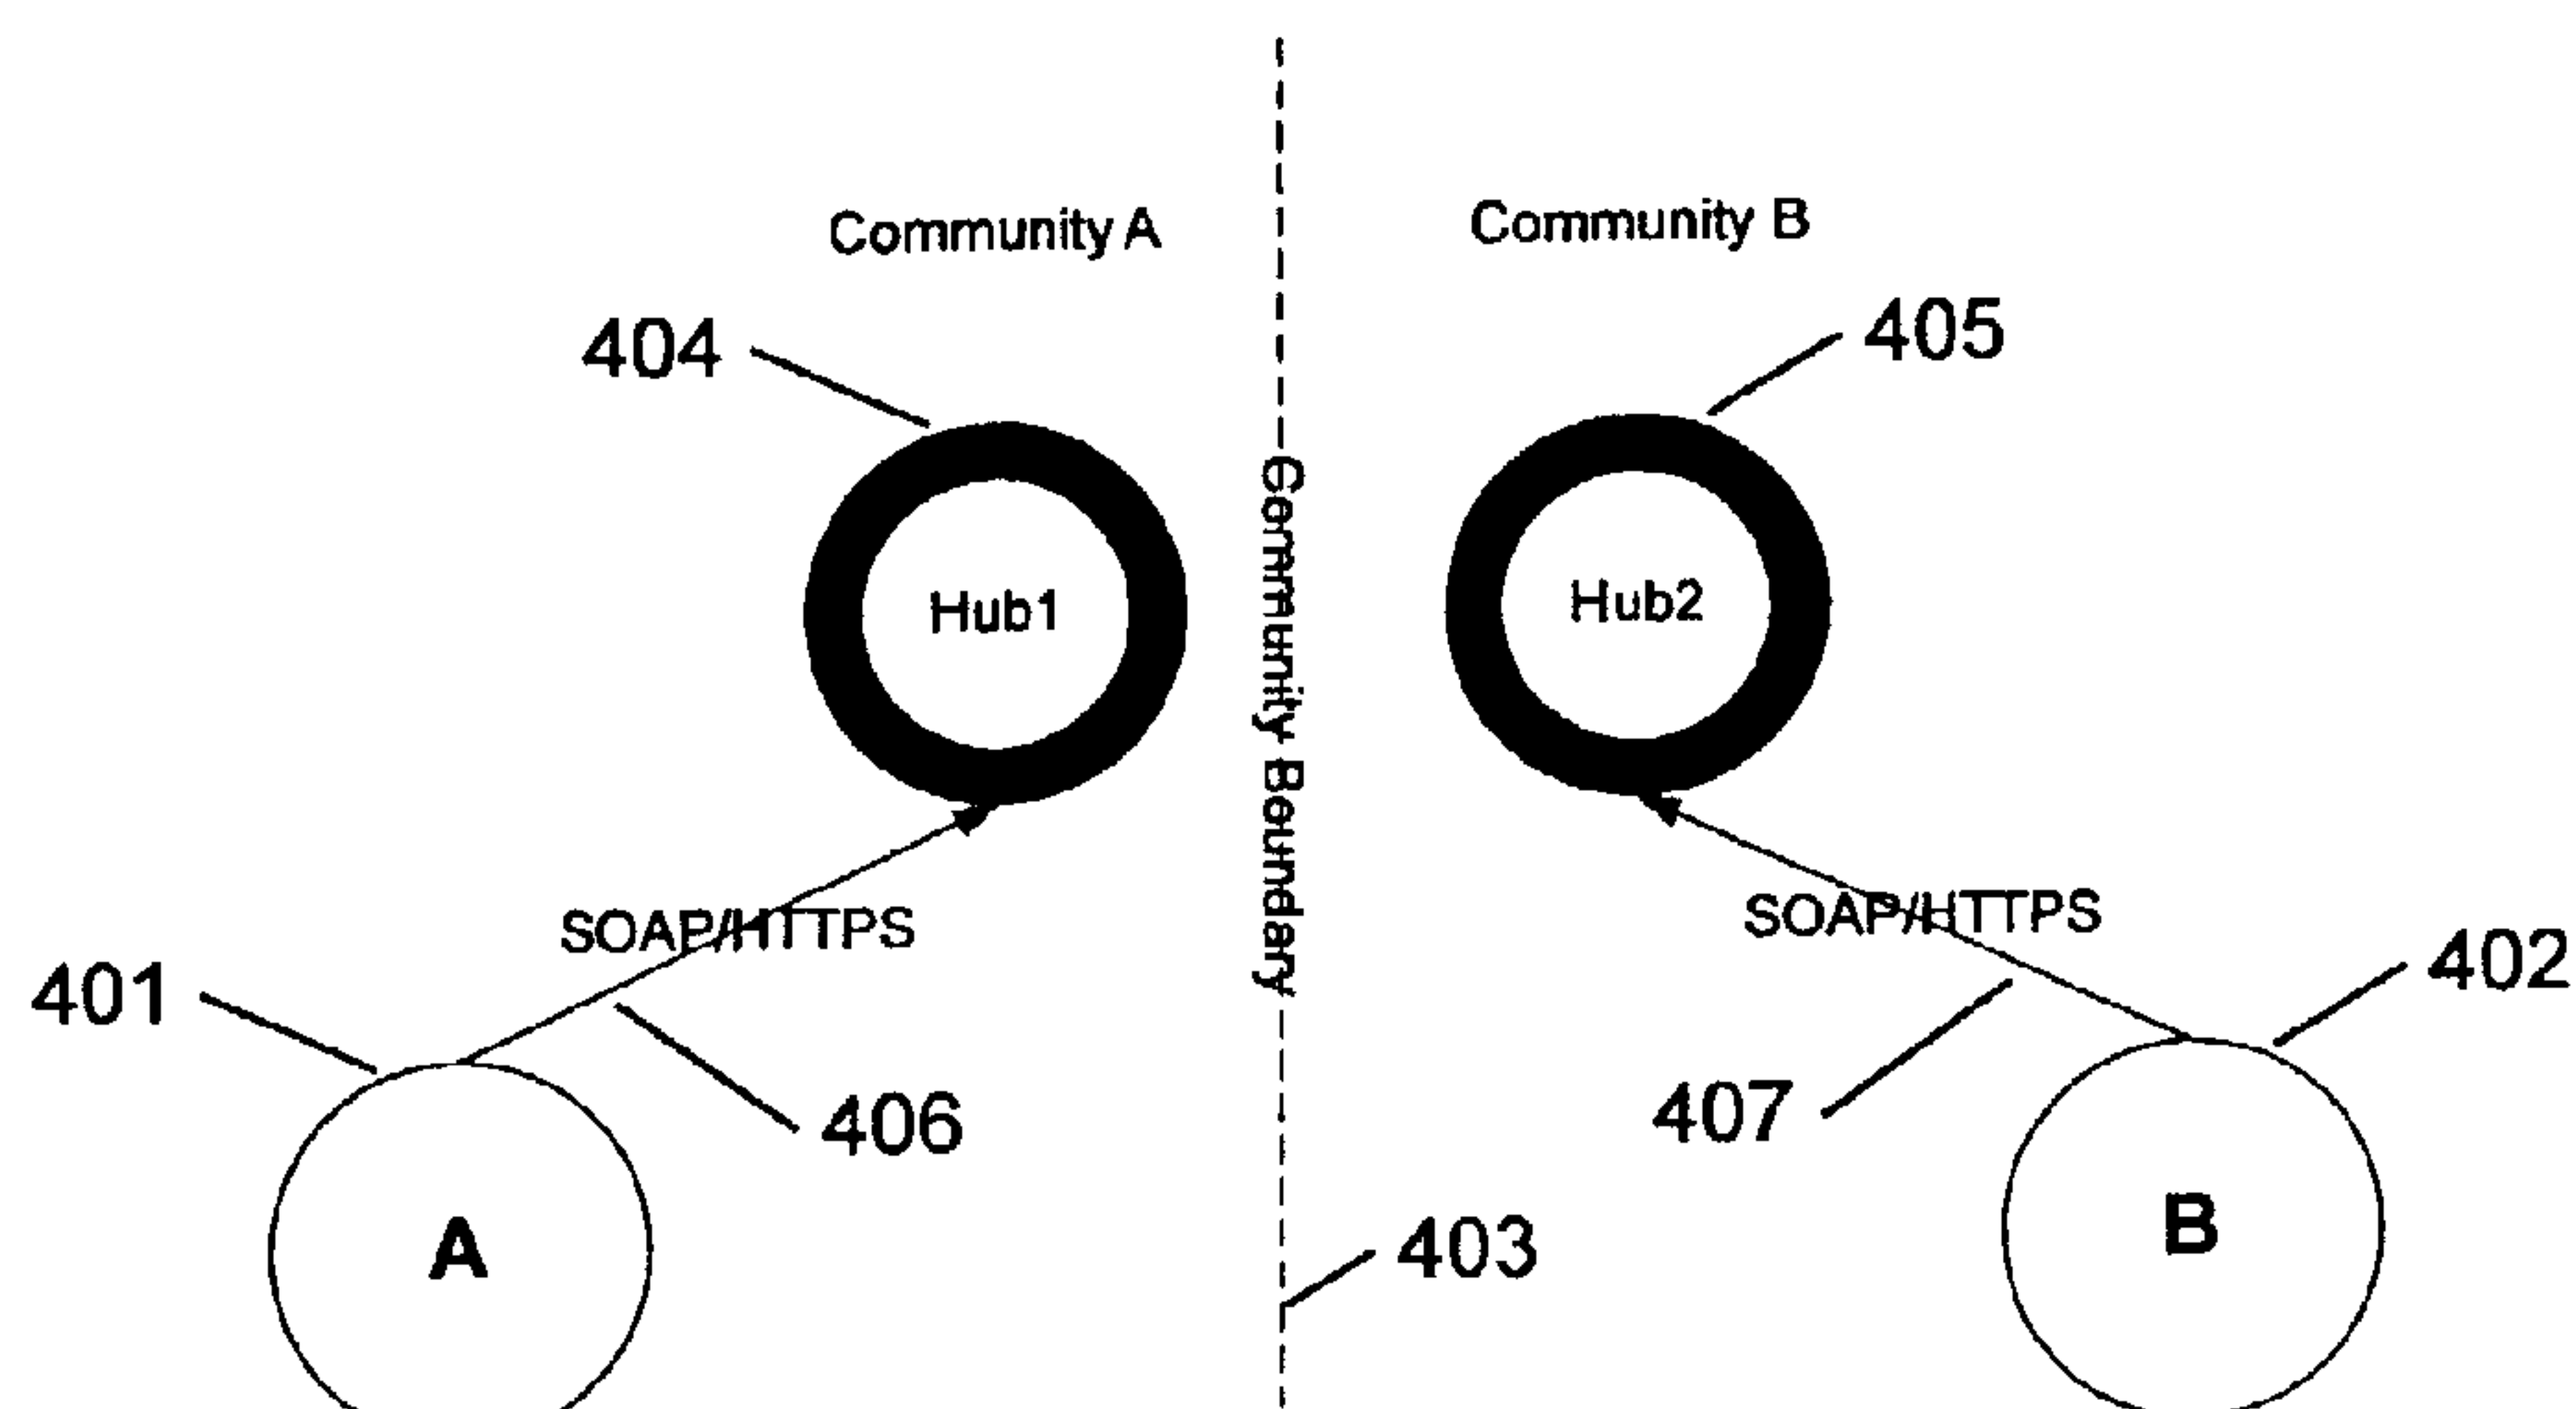 Community A
Community B
404
405
Hub1
Hub2
Community Boundary
SOAP/HTTPS
SOAP/HTTPS
401
402
406
407
A
B
403